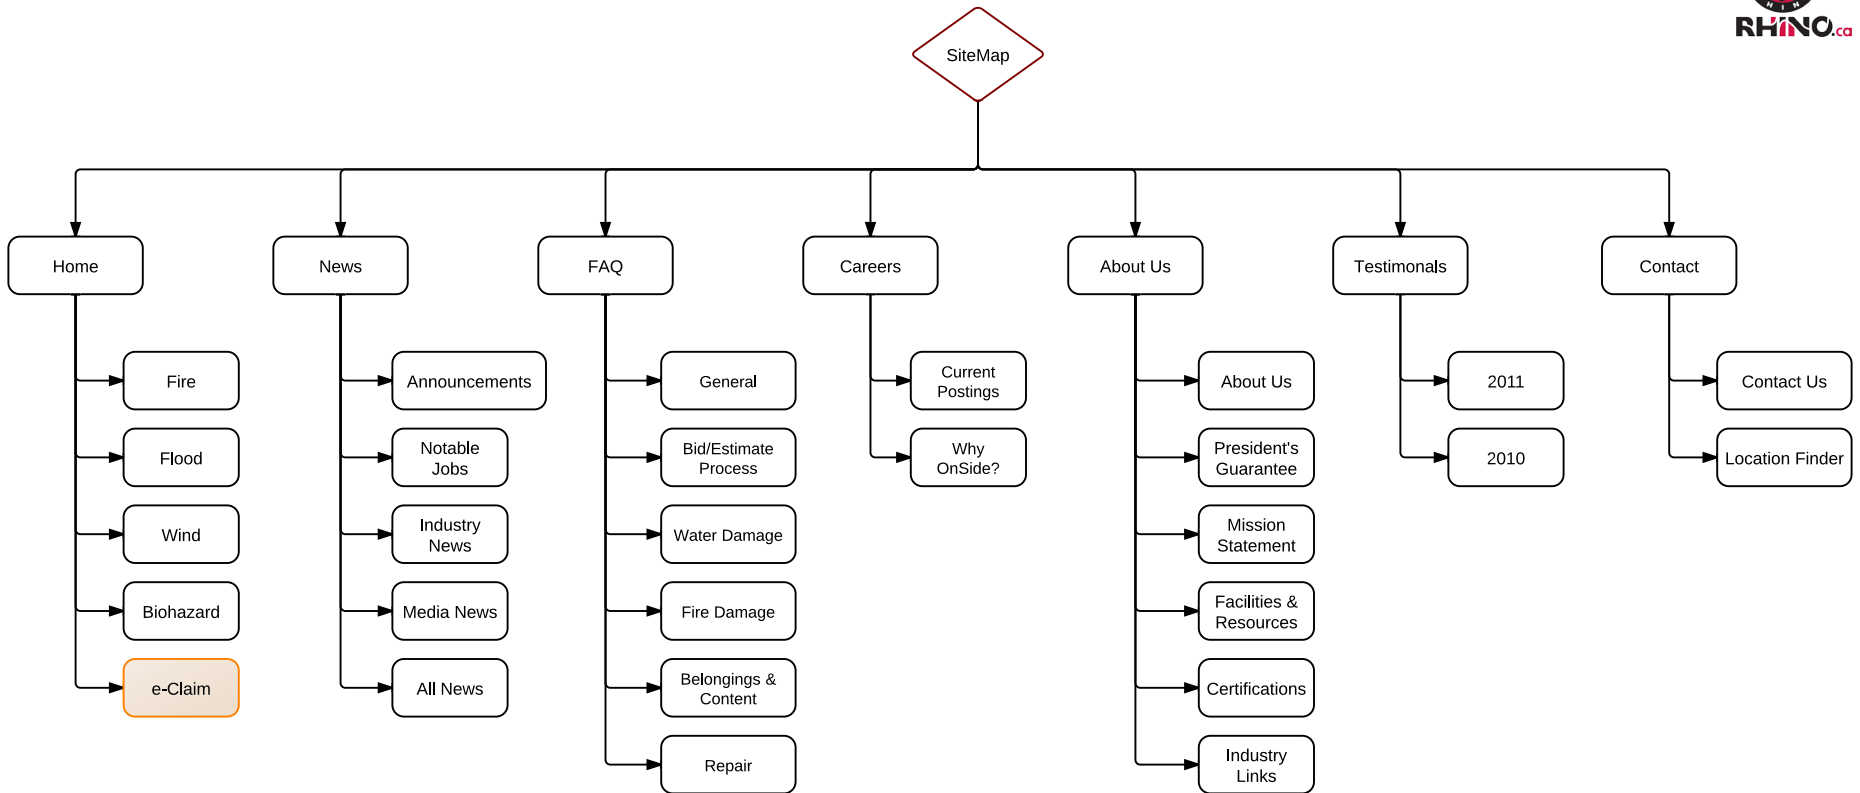 HIN
RHINO.ca
SiteMap
Home
News
FAQ
Careers
About Us
Testimonals
Contact
Fire
Announcements
General
Current
Postings
About Us
2011
Contact Us
Flood
Notable
Jobs
Bid/Estimate
Process
Why
OnSide?
President's
Guarantee
2010
Location Finder
Wind
Industry
News
Water Damage
Mission
Statement
Biohazard
Media News
Fire Damage
Facilities &
Resources
e-Claim
All News
Belongings &
Content
Certifications
Repair
Industry
Links